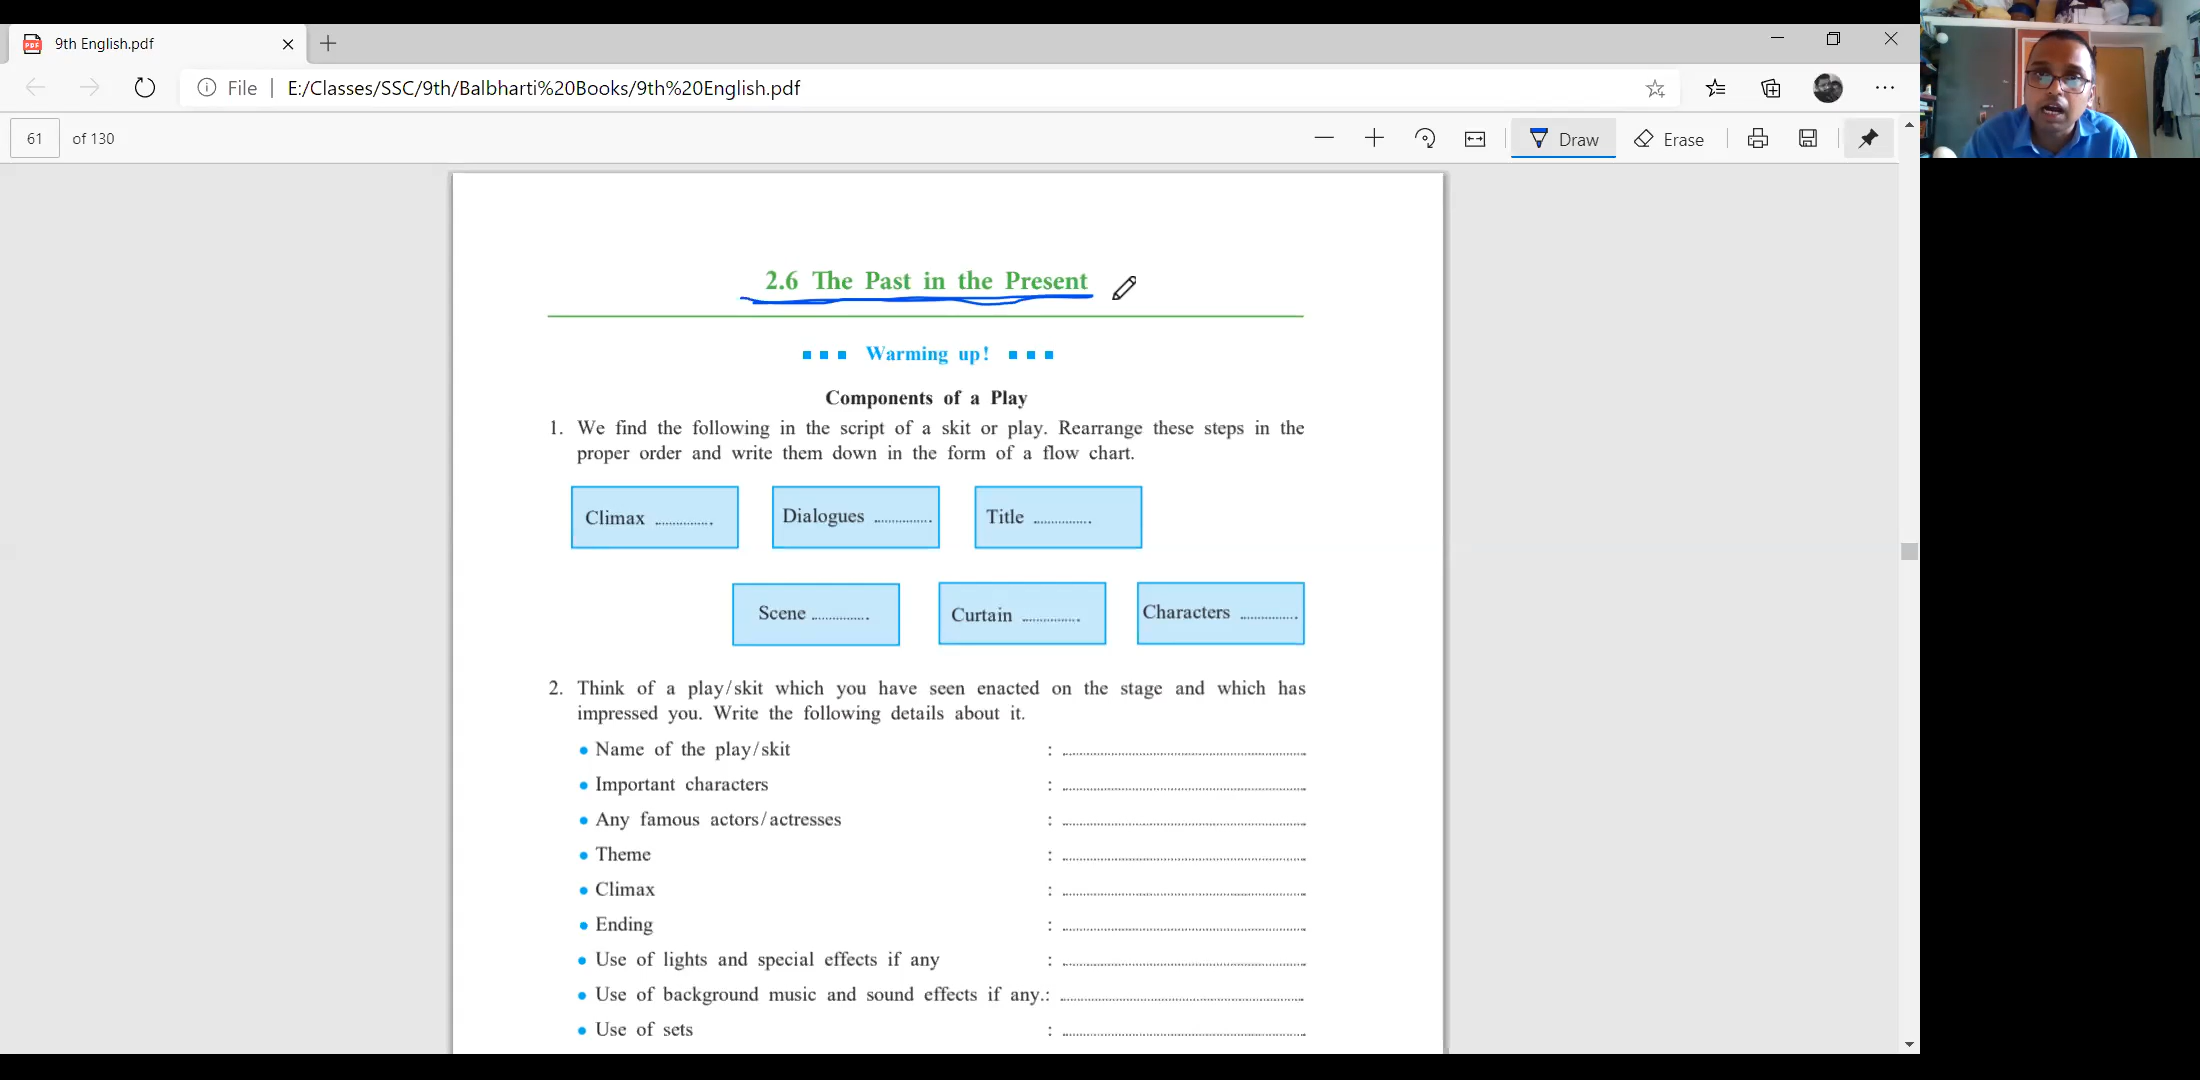 9th English.pdf
File | E:/Classes/SSC/9th/Balbharti%20Books/9th%20English.pdf
61 of 130
Draw
Erase
2.6 The Past in the Present
Warming up!
Components of a Play
1. We find the following in the script of a skit or play. Rearrange these steps in the
proper order and write them down in the form of a flow chart.
Climax ...............
Dialogues ...............
Title ...............
Scene ...............
Curtain ...............
Characters ...............
2. Think of a play/skit which you have seen enacted on the stage and which has
impressed you. Write the following details about it.
• Name of the play/skit : ...............
• Important characters : ...............
• Any famous actors/actresses : ...............
• Theme : ...............
• Climax : ...............
• Ending : ...............
• Use of lights and special effects if any : ...............
• Use of background music and sound effects if any.: ...............
• Use of sets : ...............